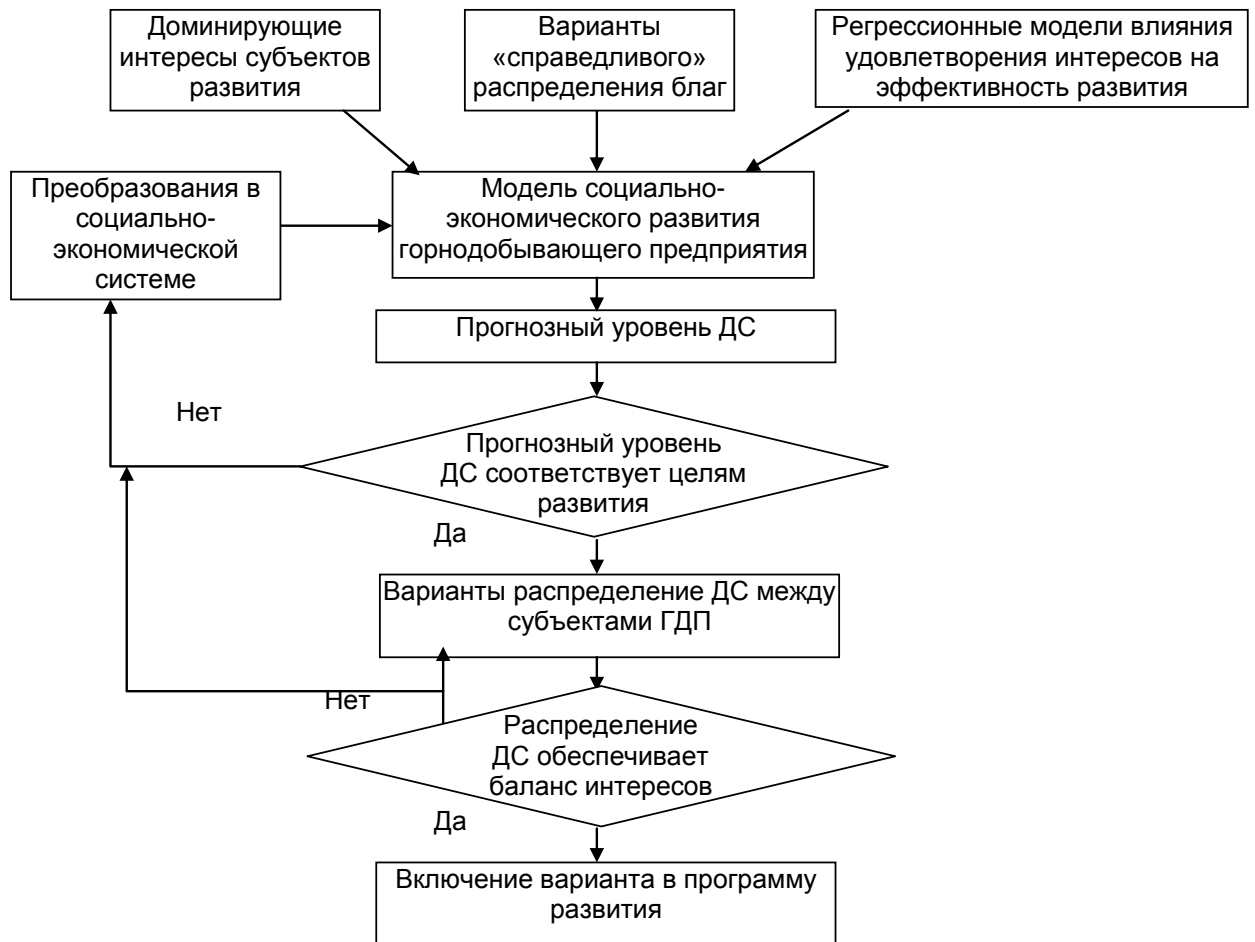 Доминирующие
интересы субъектов
развития
Варианты
«справедливого»
распределения благ
Регрессионные модели влияния
удовлетворения интересов на
эффективность развития
Преобразования в
социально-
экономической
системе
Модель социально-
экономического развития
горнодобывающего предприятия
Прогнозный уровень ДС
Нет
Прогнозный уровень
ДС соответствует целям
развития
Да
Варианты распределение ДС между
субъектами ГДП
Нет
Распределение
ДС обеспечивает
баланс интересов
Да
Включение варианта в программу
развития